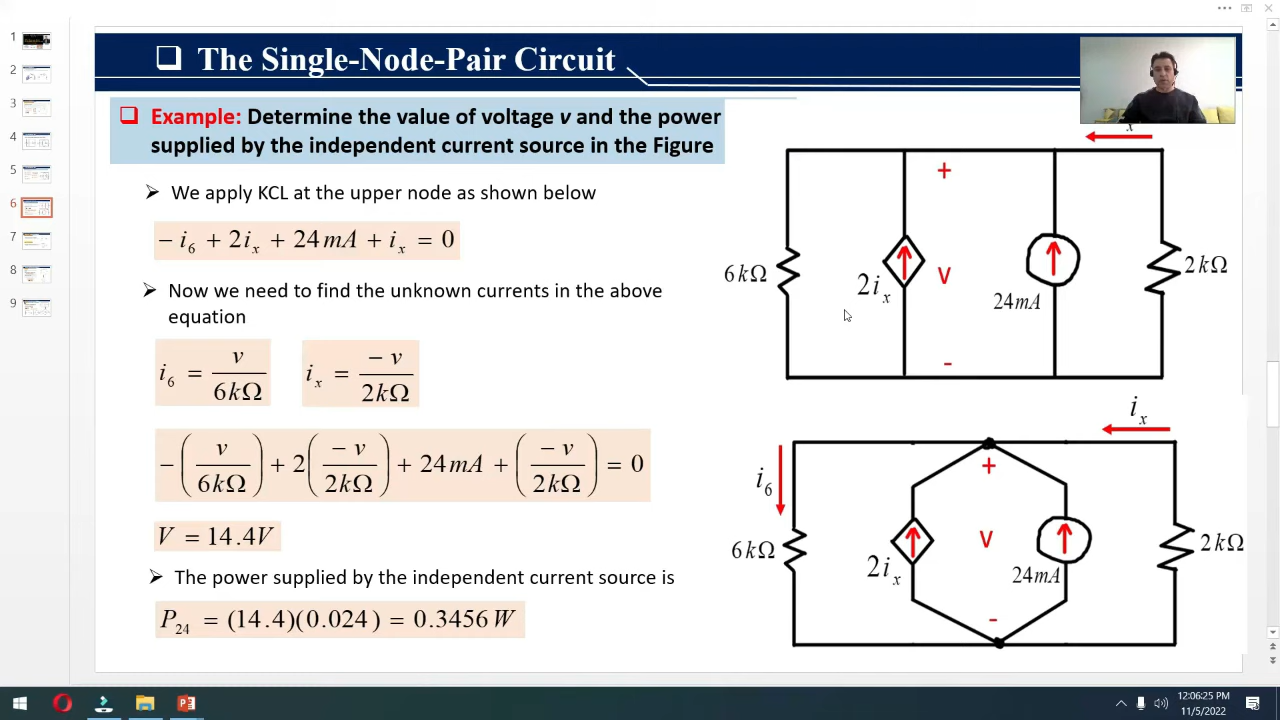 The Single-Node-Pair Circuit
Example: Determine the value of voltage v and the power
supplied by the independent current source in the Figure
We apply KCL at the upper node as shown below
− i6 + 2ix + 24mA + ix = 0
Now we need to find the unknown currents in the above
equation
i6 = v / 6kΩ
ix = − v / 2kΩ
− (v / 6kΩ) + 2(− v / 2kΩ) + 24mA + (− v / 2kΩ) = 0
V = 14.4V
The power supplied by the independent current source is
P24 = (14.4)(0.024) = 0.3456W
x
+
6kΩ
2ix
v
24mA
2kΩ
-
ix
i6
+
6kΩ
2ix
v
24mA
2kΩ
-
1
2
3
4
5
6
7
8
9
12:06:25 PM
11/5/2022